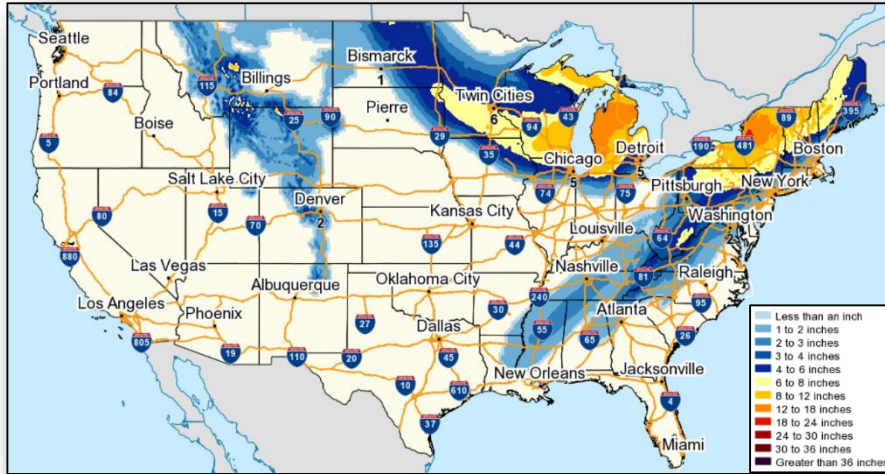 Seattle
Portland
84
115
Billings
Bismarck
1
Twin Cities
6
94
43
89
395
5
Boise
25
90
Pierre
29
35
Chicago
5
Detroit
5
190
481
Boston
Salt Lake City
15
Denver
2
74
75
Pittsburgh
New York
80
70
Kansas City
Louisville
64
Washington
880
Las Vegas
135
44
Nashville
81
Raleigh
Los Angeles
Albuquerque
Oklahoma City
240
95
Phoenix
27
30
55
65
Atlanta
26
805
19
110
20
Dallas
45
New Orleans
Jacksonville
10
610
37
4
Miami
Less than an inch
1 to 2 inches
2 to 3 inches
3 to 4 inches
4 to 6 inches
6 to 8 inches
8 to 12 inches
12 to 18 inches
18 to 24 inches
24 to 30 inches
30 to 36 inches
Greater than 36 inches